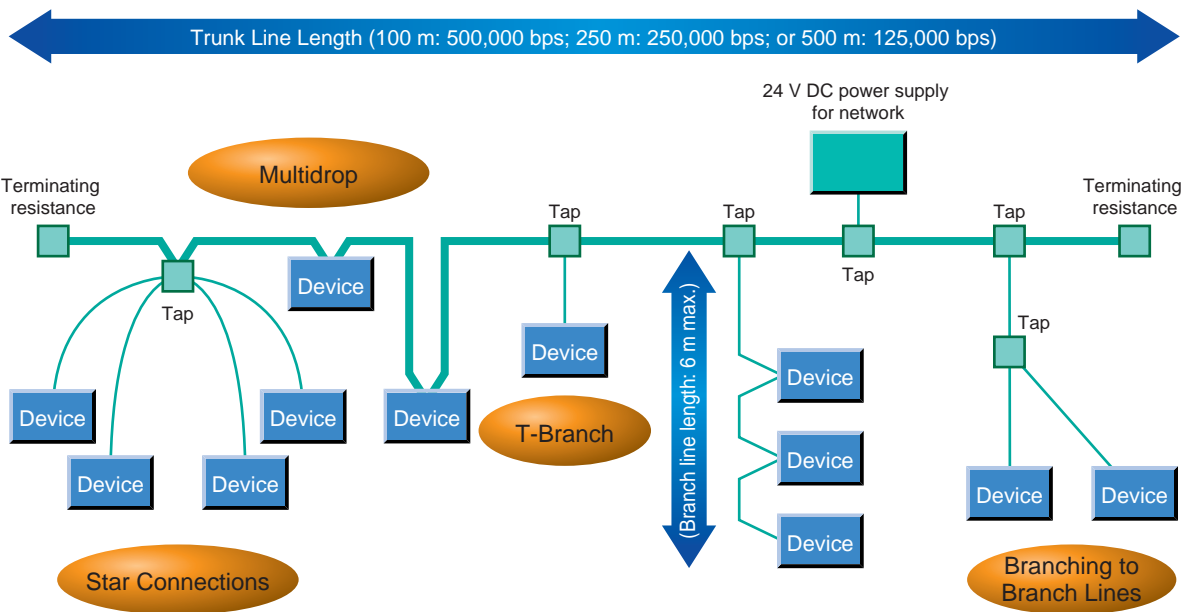 Trunk Line Length (100 m: 500,000 bps; 250 m: 250,000 bps; or 500 m: 125,000 bps)
24 V DC power supply
for network
Multidrop
Terminating
resistance
Terminating
resistance
Tap
Tap
Tap
Tap
Device
Tap
Tap
Device
Device
Device
Device
Device
Device
Device
Device
T-Branch
(Branch line length: 6 m max.)
Device
Device
Device
Device
Device
Star Connections
Branching to
Branch Lines